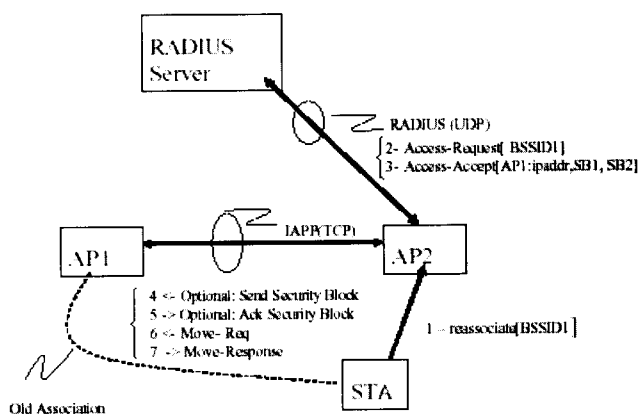 RADIUS
Server
RADIUS (UDP)
2- Access-Request[ BSSID1]
3- Access-Accept[AP1:ipaddr,SB1, SB2]
IAPP(TCP)
AP1
AP2
4 <- Optional: Send Security Block
5 -> Optional: Ack Security Block
6 <- Move- Req
7 -> Move-Response
1 - reassociate[BSSID1]
STA
Old Association